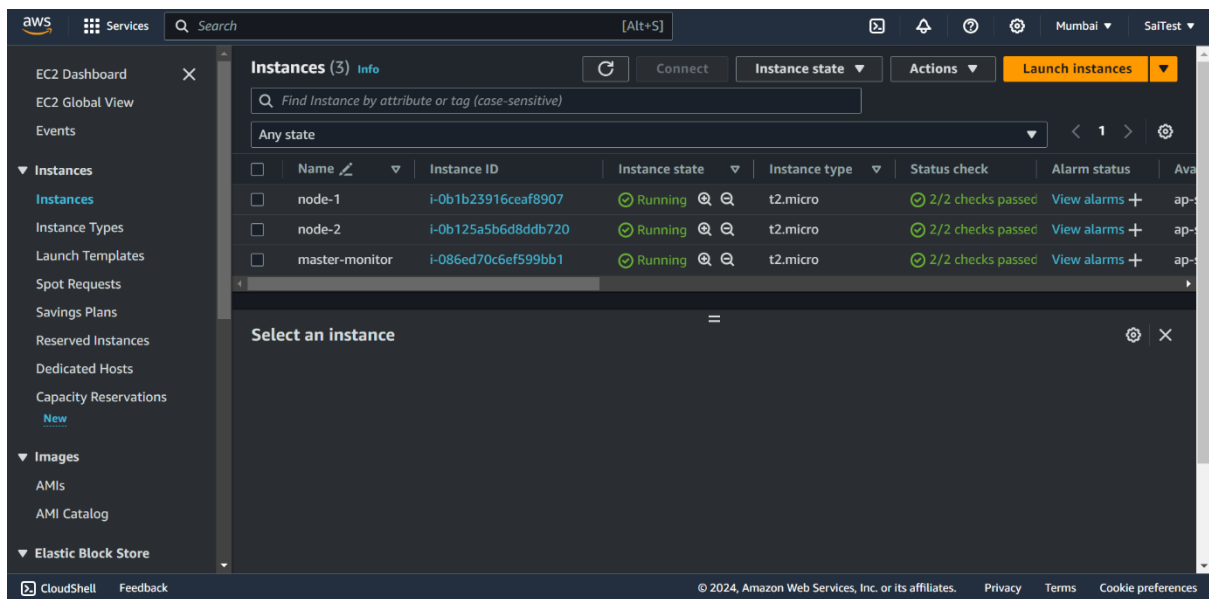 aws Services Search [Alt+S] Mumbai SaiTest
EC2 Dashboard
EC2 Global View
Events
Instances
Instances
Instance Types
Launch Templates
Spot Requests
Savings Plans
Reserved Instances
Dedicated Hosts
Capacity Reservations
New
Images
AMIs
AMI Catalog
Elastic Block Store
Instances (3) Info Connect Instance state Actions Launch instances
Find Instance by attribute or tag (case-sensitive)
Any state 1
Name Instance ID Instance state Instance type Status check Alarm status Ava
node-1 i-0b1b23916ceaf8907 Running t2.micro 2/2 checks passed View alarms + ap-s
node-2 i-0b125a5b6d8ddb720 Running t2.micro 2/2 checks passed View alarms + ap-s
master-monitor i-086ed70c6ef599bb1 Running t2.micro 2/2 checks passed View alarms + ap-s
Select an instance
CloudShell Feedback © 2024, Amazon Web Services, Inc. or its affiliates. Privacy Terms Cookie preferences